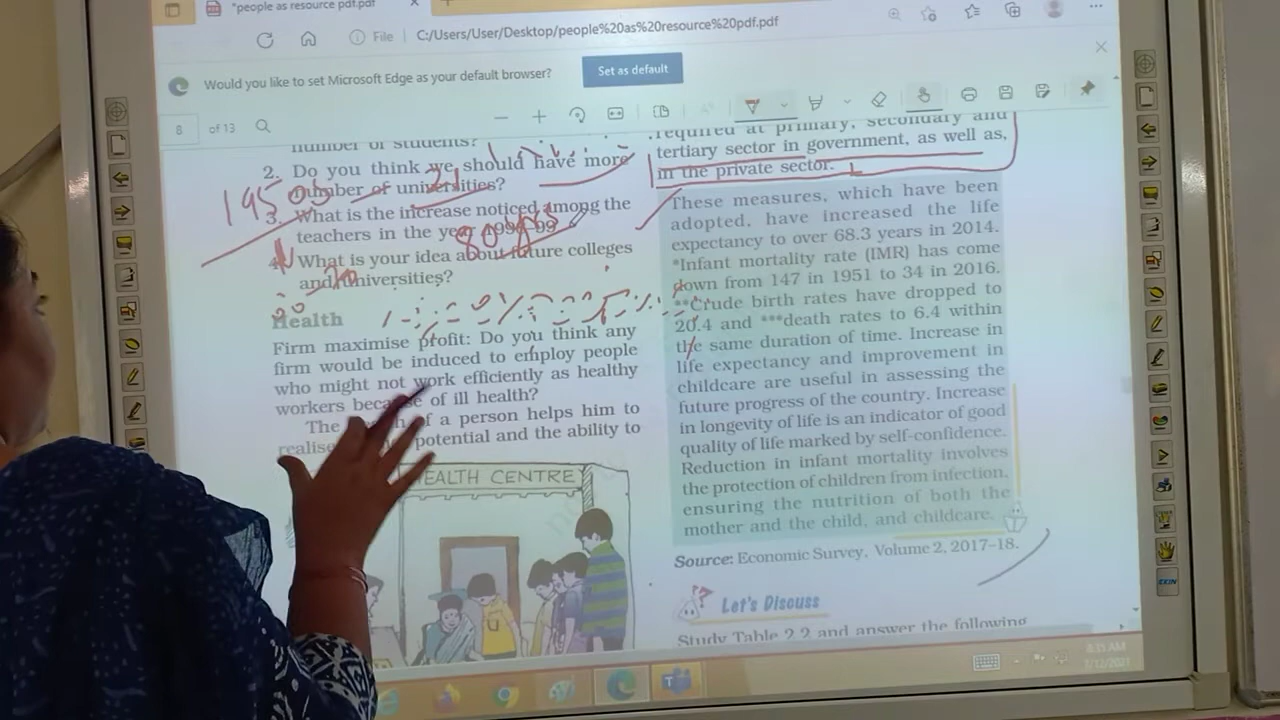 *people as resource pdf.pdf
File C:/Users/User/Desktop/people%20as%20resource%20pdf.pdf
Would you like to set Microsoft Edge as your default browser?
Set as default
8 of 13
number of students?
2. Do you think we should have more
number of universities?
3. What is the increase noticed among the
teachers in the year
4. What is your idea about future colleges
and universities?
Health
Firm maximise profit: Do you think any
firm would be induced to employ people
who might not work efficiently as healthy
workers because of ill health?
The of a person helps him to
realise potential and the ability to
HEALTH CENTRE
required at primary, secondary and
tertiary sector in government, as well as,
in the private sector.
These measures, which have been
adopted, have increased the life
expectancy to over 68.3 years in 2014.
*Infant mortality rate (IMR) has come
down from 147 in 1951 to 34 in 2016.
**Crude birth rates have dropped to
20.4 and ***death rates to 6.4 within
the same duration of time. Increase in
life expectancy and improvement in
childcare are useful in assessing the
future progress of the country. Increase
in longevity of life is an indicator of good
quality of life marked by self-confidence.
Reduction in infant mortality involves
the protection of children from infection,
ensuring the nutrition of both the
mother and the child, and childcare.
Source: Economic Survey, Volume 2, 2017–18.
Let's Discuss
Study Table 2.2 and answer the following